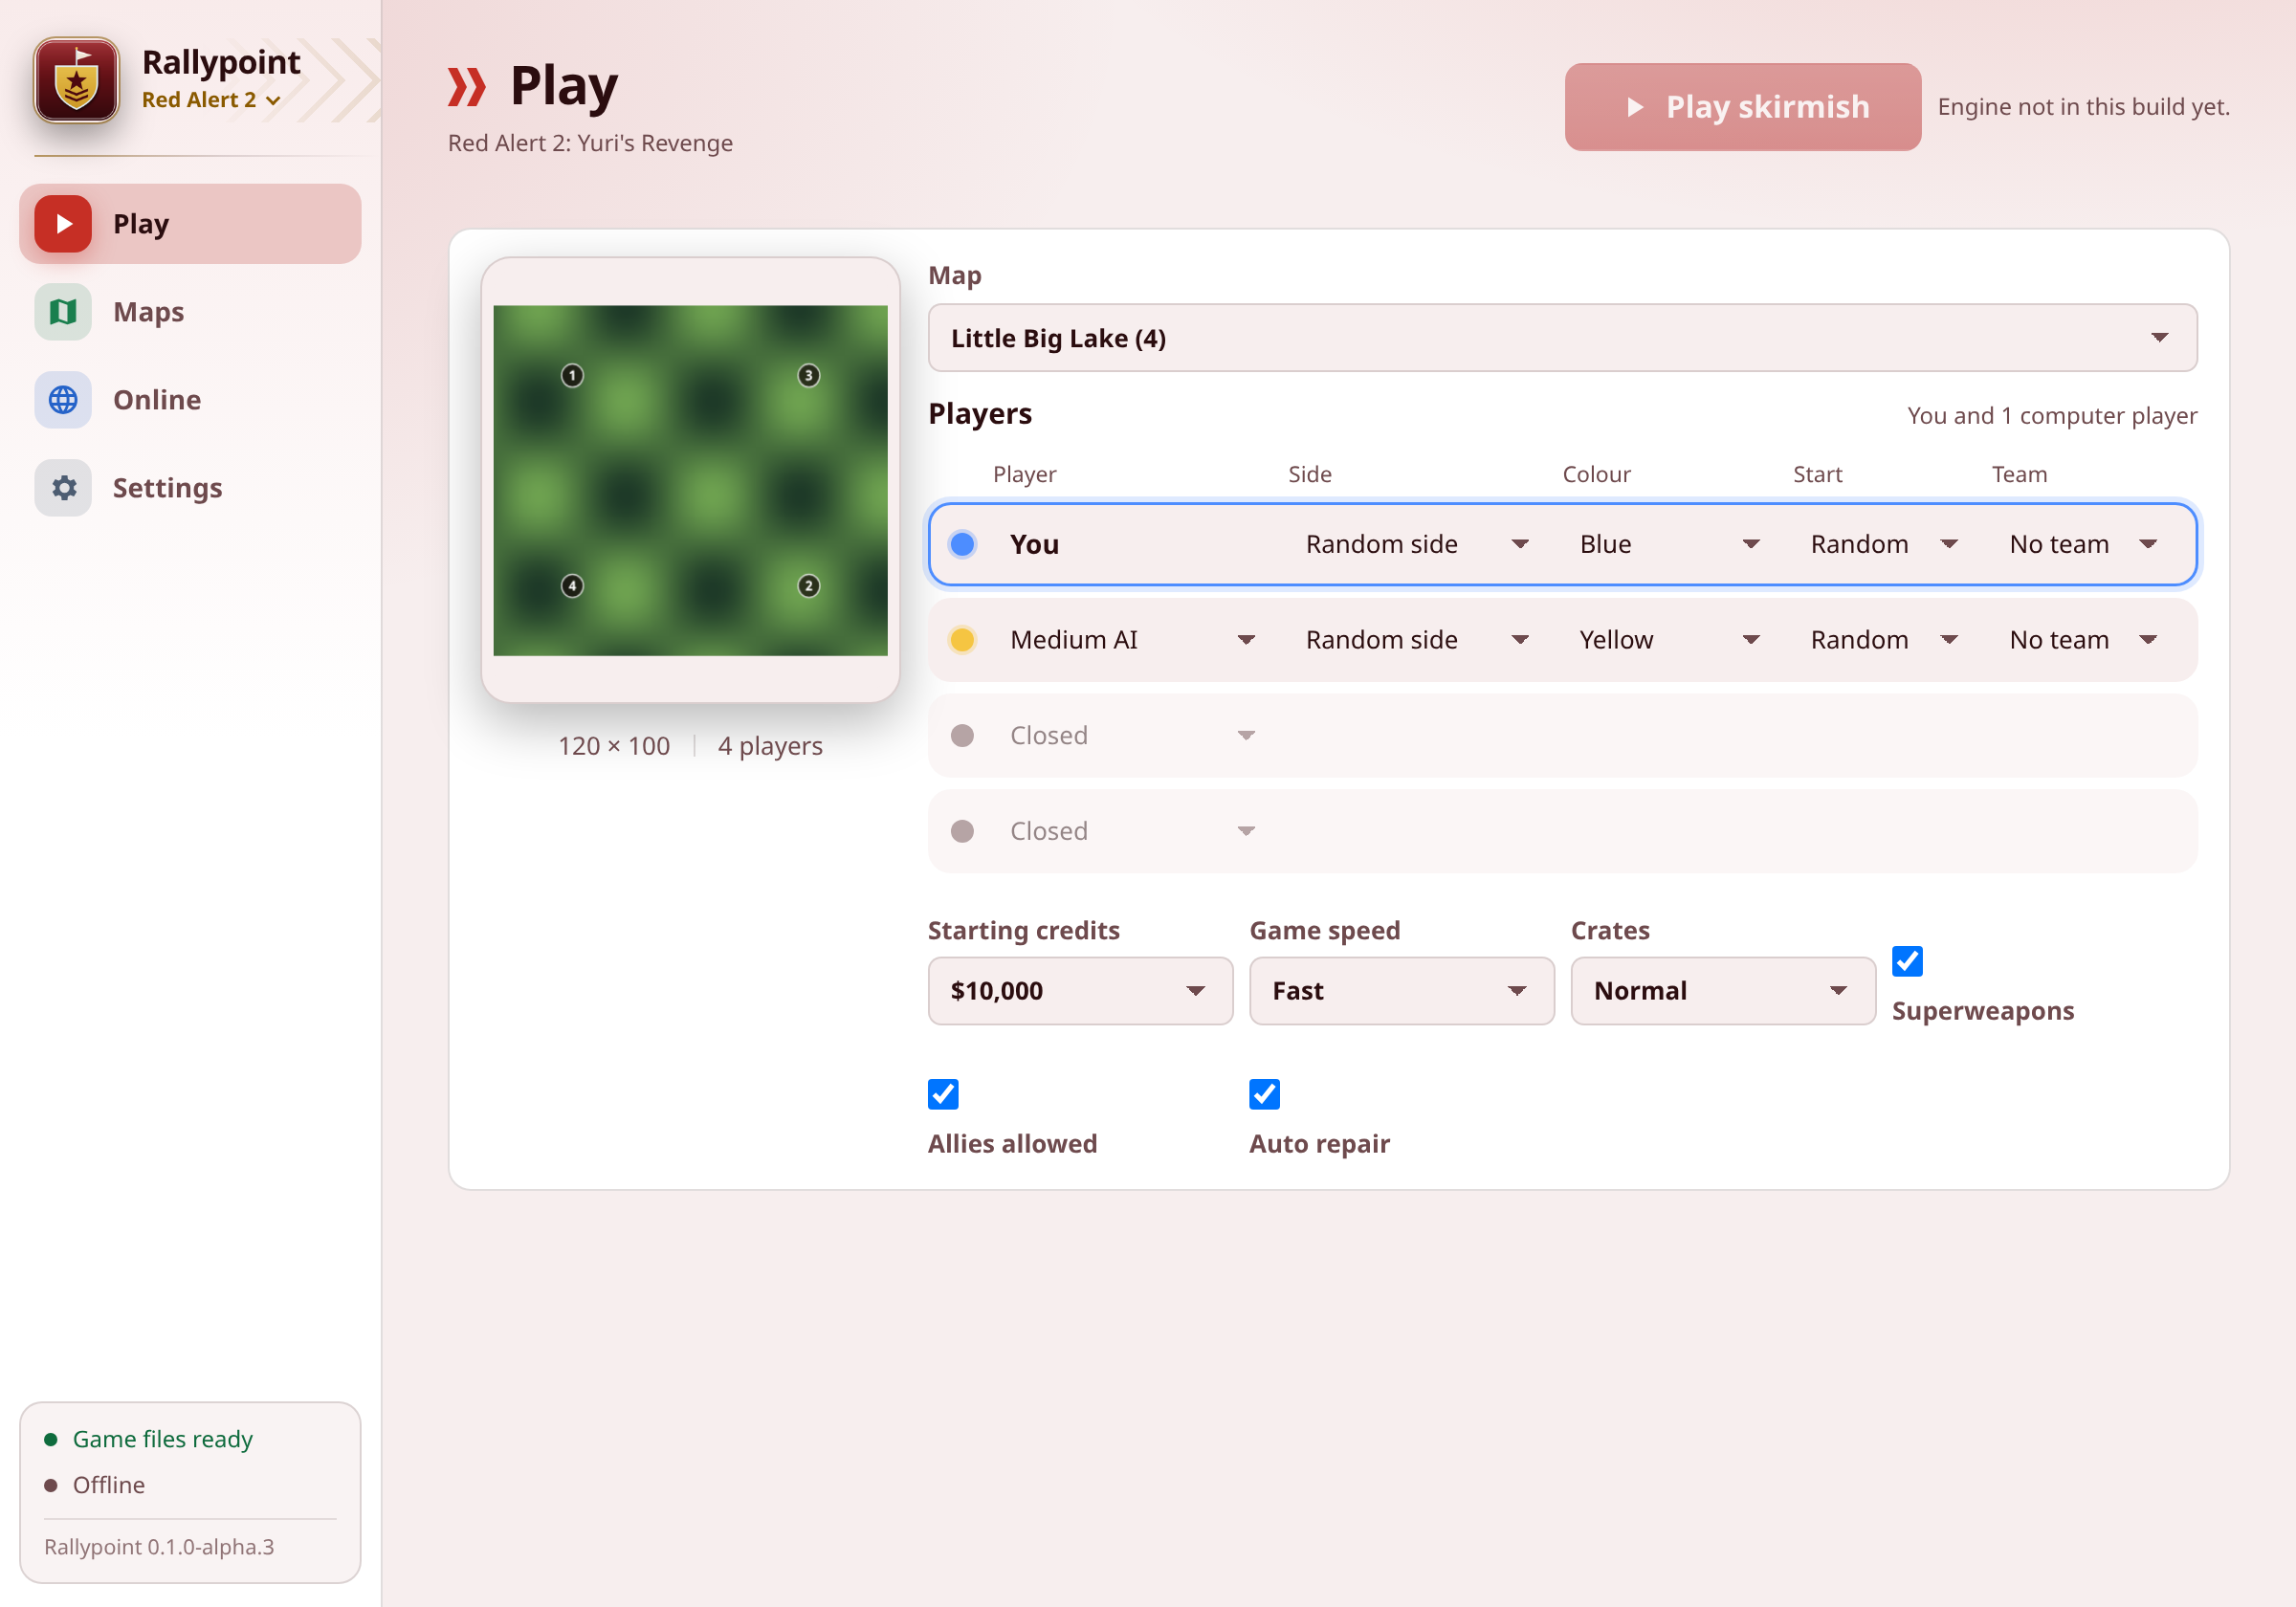 Rallypoint
Red Alert 2
Play
Maps
Online
Settings
Game files ready
Offline
Rallypoint 0.1.0-alpha.3
Play
Red Alert 2: Yuri's Revenge
Play skirmish
Engine not in this build yet.
1
3
4
2
120 × 100
4 players
Map
Little Big Lake (4)
Players
You and 1 computer player
Player Side Colour Start Team
You Random side Blue Random No team
Medium AI Random side Yellow Random No team
Closed
Closed
Starting credits
$10,000
Game speed
Fast
Crates
Normal
Superweapons
Allies allowed
Auto repair